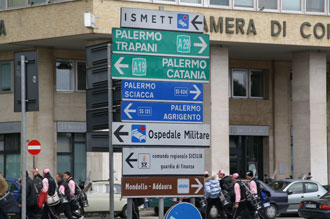 ISMETT
MERA DI CO
PALERMO
TRAPANI
A29
A19
PALERMO
CATANIA
PALERMO
SCIACCA
SS 624
SS 121
PALERMO
AGRIGENTO
Ospedale Militare
comando regionale SICILIA
guardia di finanza
Mondello - Addaura